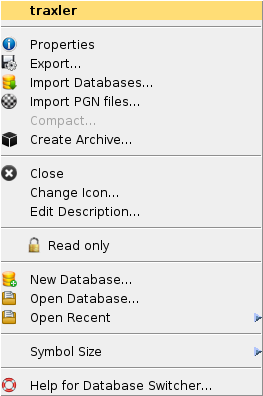 traxler
Properties
Export...
Import Databases...
Import PGN files...
Compact...
Create Archive...
Close
Change Icon...
Edit Description...
Read only
New Database...
Open Database...
Open Recent
Symbol Size
Help for Database Switcher...